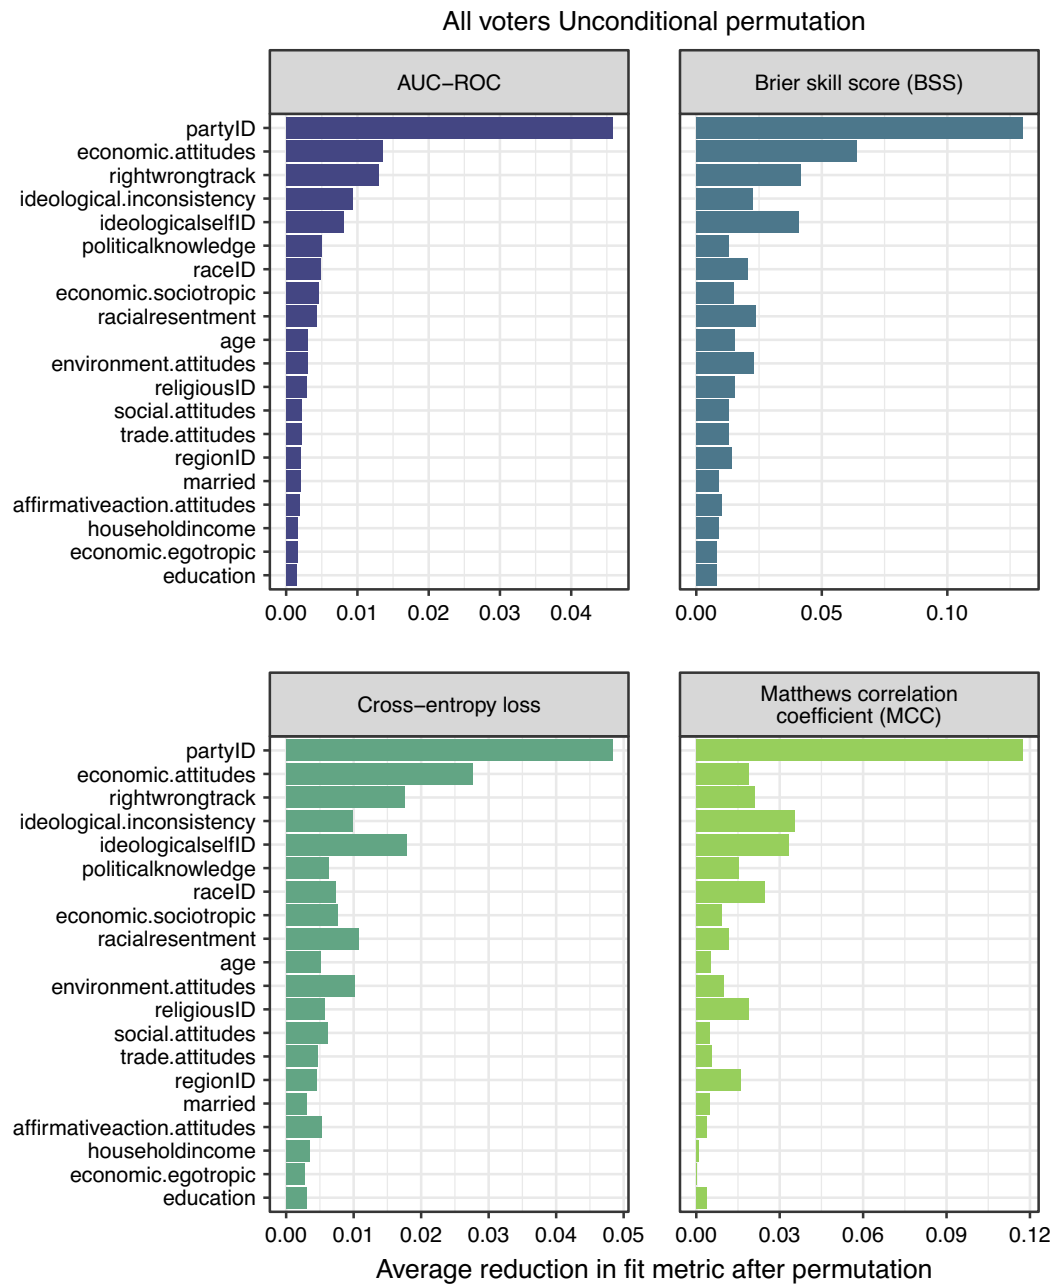 All voters Unconditional permutation
AUC−ROC
Brier skill score (BSS)
partyID
economic.attitudes
rightwrongtrack
ideological.inconsistency
ideologicalselfID
politicalknowledge
raceID
economic.sociotropic
racialresentment
age
environment.attitudes
religiousID
social.attitudes
trade.attitudes
regionID
married
affirmativeaction.attitudes
householdincome
economic.egotropic
education
0.00 0.01 0.02 0.03 0.04
0.00 0.05 0.10
Cross−entropy loss
Matthews correlation
coefficient (MCC)
partyID
economic.attitudes
rightwrongtrack
ideological.inconsistency
ideologicalselfID
politicalknowledge
raceID
economic.sociotropic
racialresentment
age
environment.attitudes
religiousID
social.attitudes
trade.attitudes
regionID
married
affirmativeaction.attitudes
householdincome
economic.egotropic
education
0.00 0.01 0.02 0.03 0.04 0.05
0.00 0.03 0.06 0.09 0.12
Average reduction in fit metric after permutation